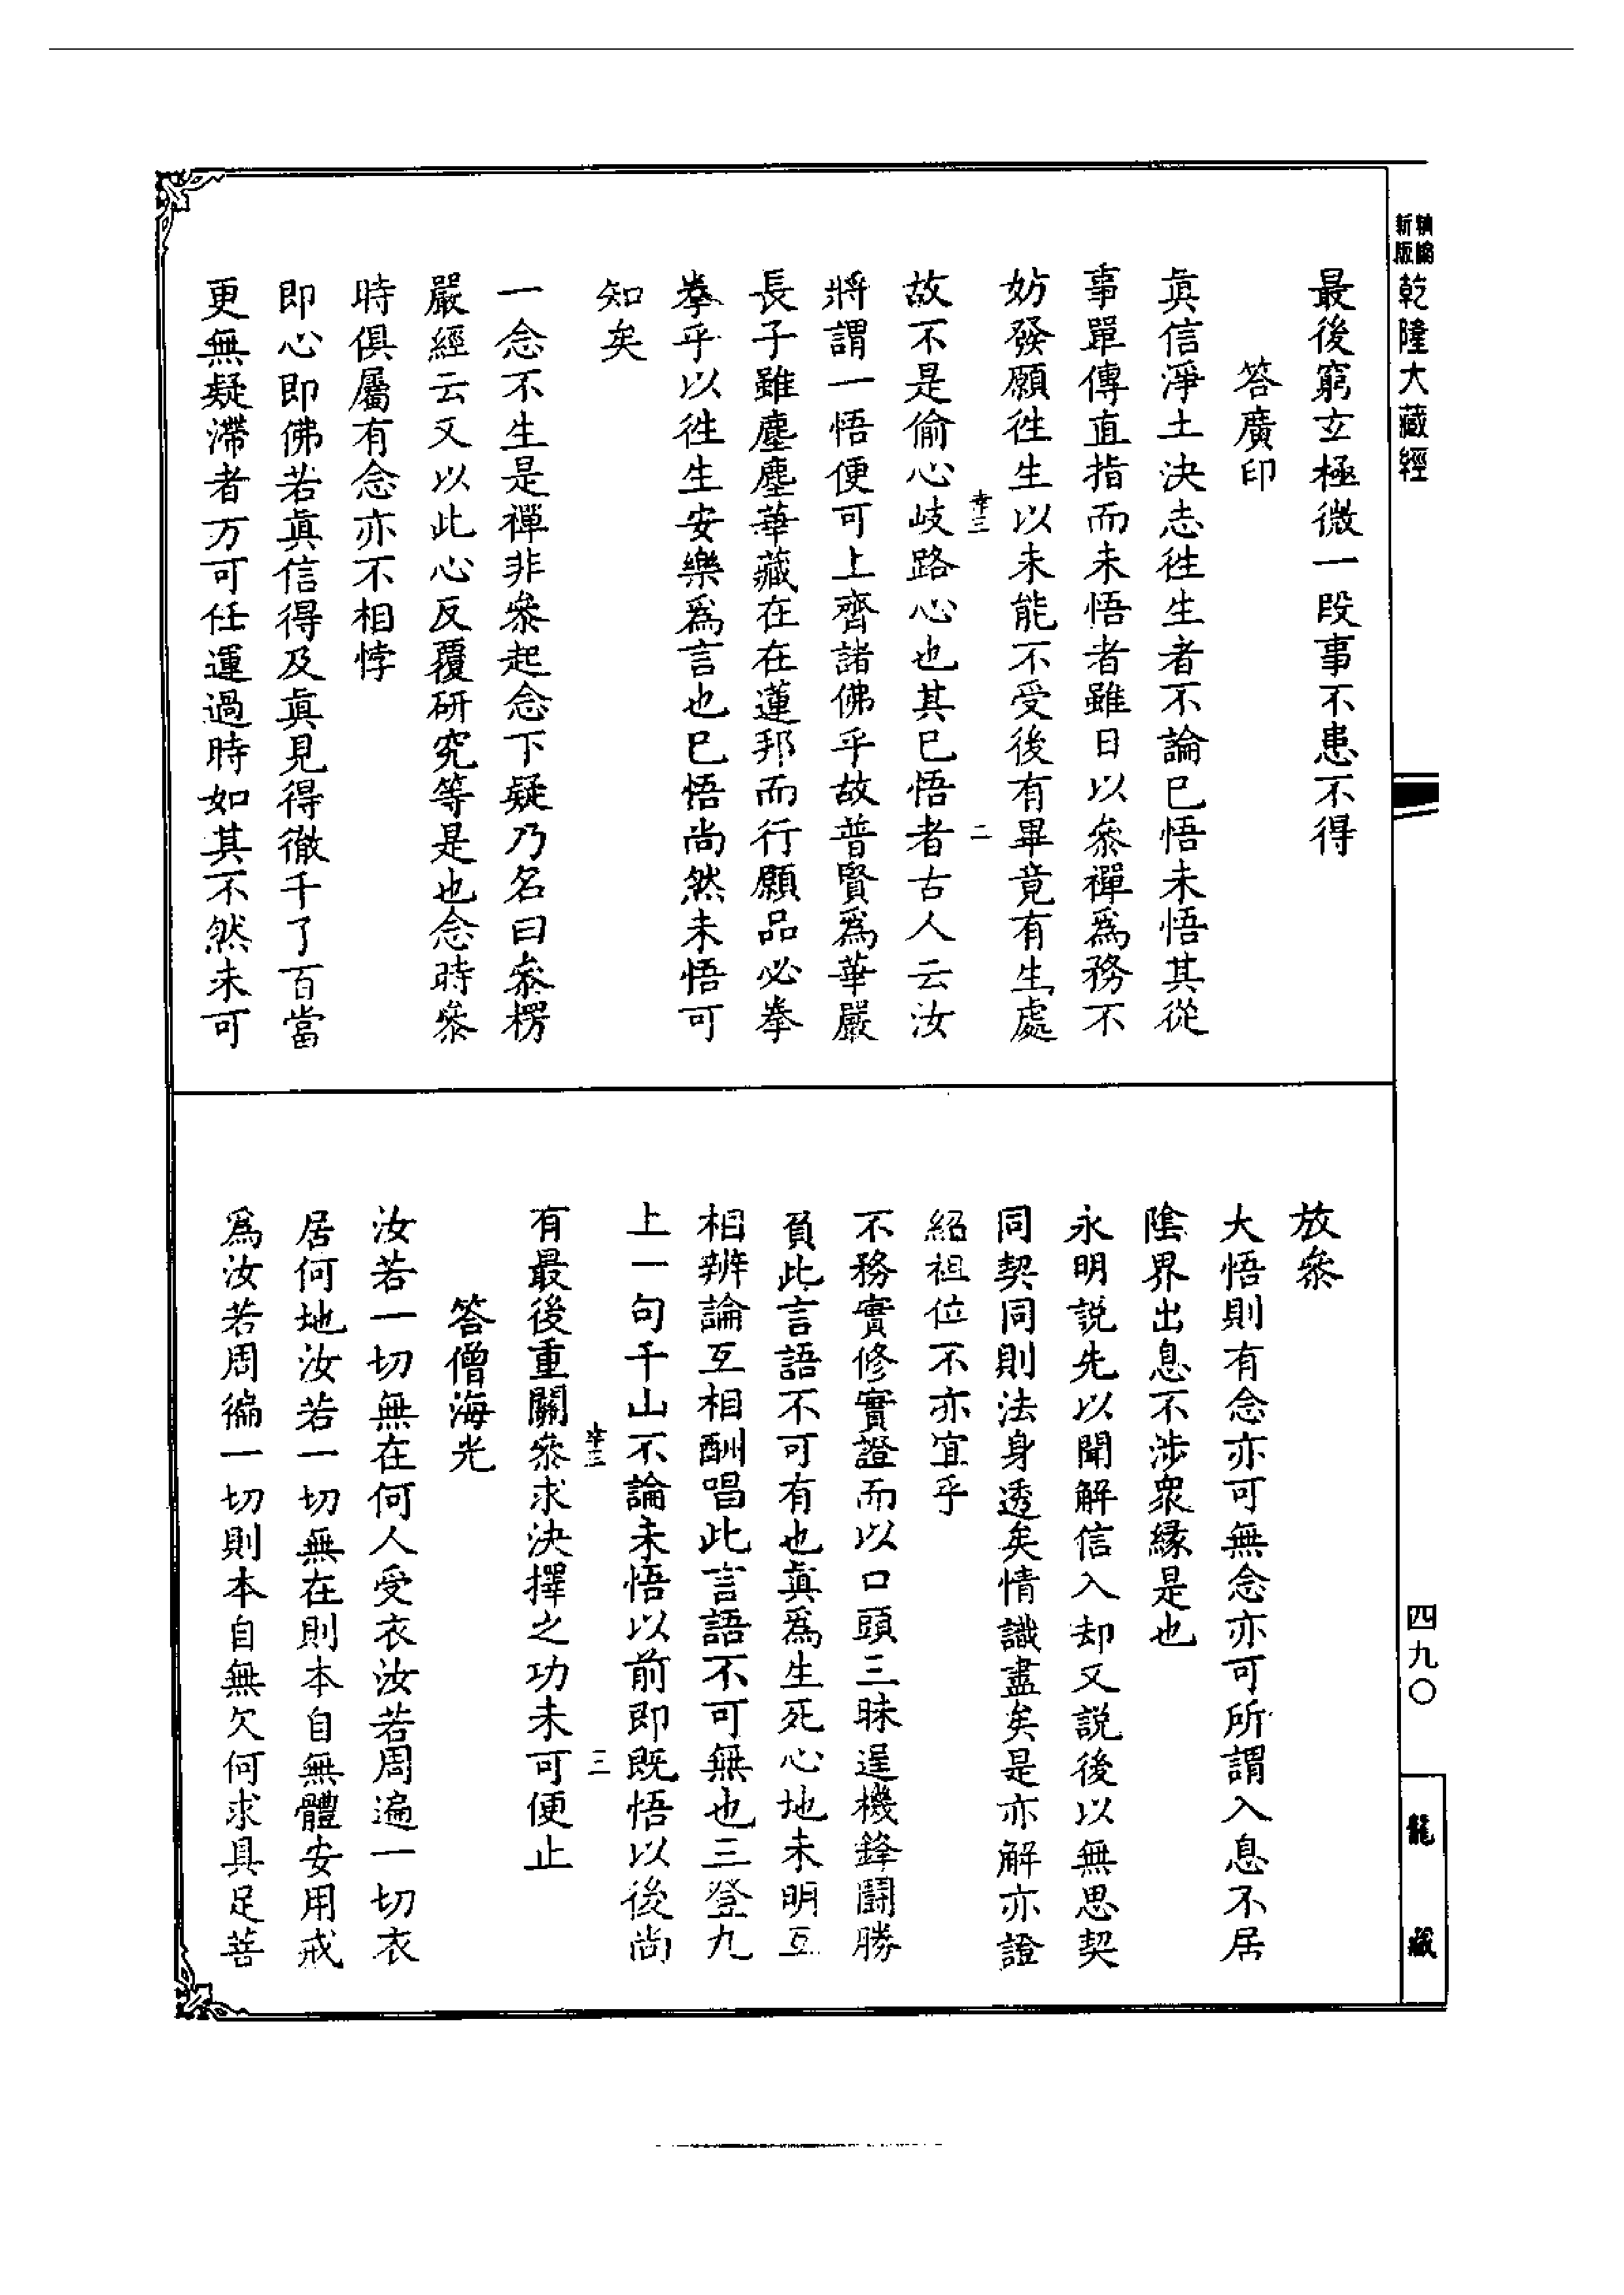 新編縮版 乾隆大藏經
四九〇
龍藏
最後窮玄極微一段事不患不得
答廣印
眞信淨土決志徃生者不論已悟未悟其從
事單傳直指而未悟者雖日以叅禪爲務不
妨發願徃生以未能不受後有畢竟有生處
幸三
二
故不是偷心岐路心也其已悟者古人云汝
將謂一悟便可上齊諸佛乎故普賢爲華嚴
長子雖塵塵華藏在在蓮邦而行願品必拳
拳乎以徃生安樂爲言也已悟尚然未悟可
知矣
一念不生是禪非叅起念下疑乃名曰叅楞
嚴經云又以此心反覆研究等是也念時叅
時俱屬有念亦不相悖
即心即佛若眞信得及眞見得徹千了百當
更無疑滯者方可任運過時如其不然未可
放叅
大悟則有念亦可無念亦可所謂入息不居
陰界出息不涉衆緣是也
永明説先以聞解信入却又説後以無思契
同契同則法身透矣情識盡矣是亦解亦證
紹祖位不亦宜乎
不務實修實證而以口頭三昧逞機鋒鬪勝
負此言語不可有也眞爲生死心地未明互
相辨論互相酬唱此言語不可無也三登九
上一句千山不論未悟以前即既悟以後尚
幸三
三
有最後重關叅求決擇之功未可便止
答僧海光
汝若一切無在何人受衣汝若周遍一切衣
居何地汝若一切無在則本自無體安用戒
爲汝若周徧一切則本自無欠何求具足菩